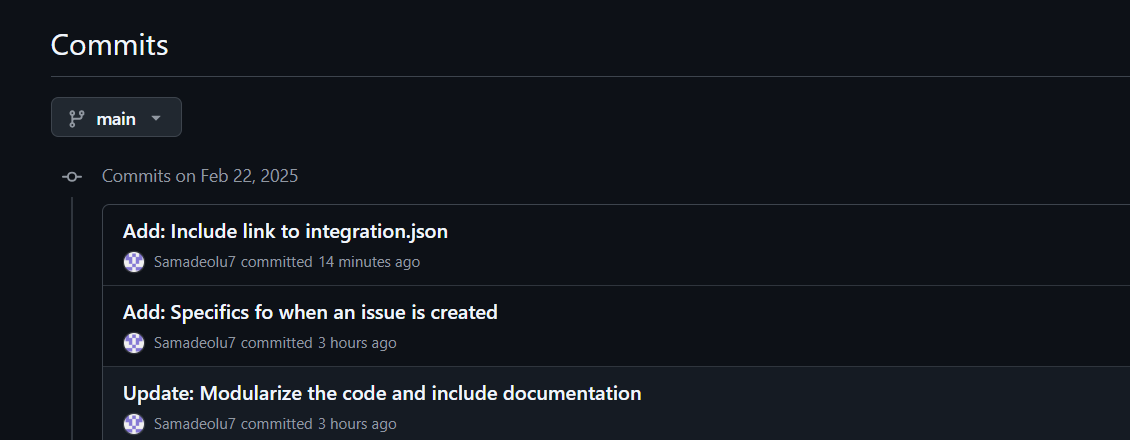 Commits
main
Commits on Feb 22, 2025
Add: Include link to integration.json
Samadeolu7 committed 14 minutes ago
Add: Specifics fo when an issue is created
Samadeolu7 committed 3 hours ago
Update: Modularize the code and include documentation
Samadeolu7 committed 3 hours ago